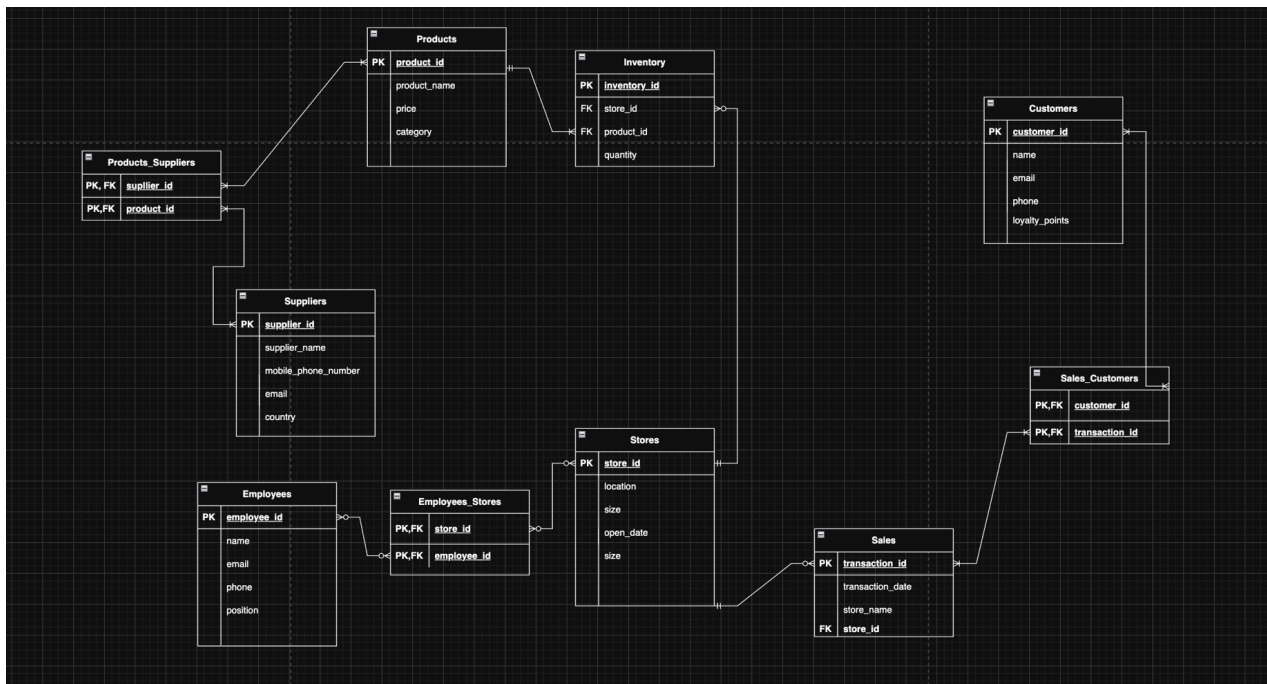 Products
PK product_id
product_name
price
category
Inventory
PK inventory_id
FK store_id
FK product_id
quantity
Customers
PK customer_id
name
email
phone
loyalty_points
Products_Suppliers
PK, FK supllier_id
PK,FK product_id
Suppliers
PK supplier_id
supplier_name
mobile_phone_number
email
country
Sales_Customers
PK,FK customer_id
PK,FK transaction_id
Stores
PK store_id
location
size
open_date
size
Employees
PK employee_id
name
email
phone
position
Employees_Stores
PK,FK store_id
PK,FK employee_id
Sales
PK transaction_id
transaction_date
store_name
FK store_id